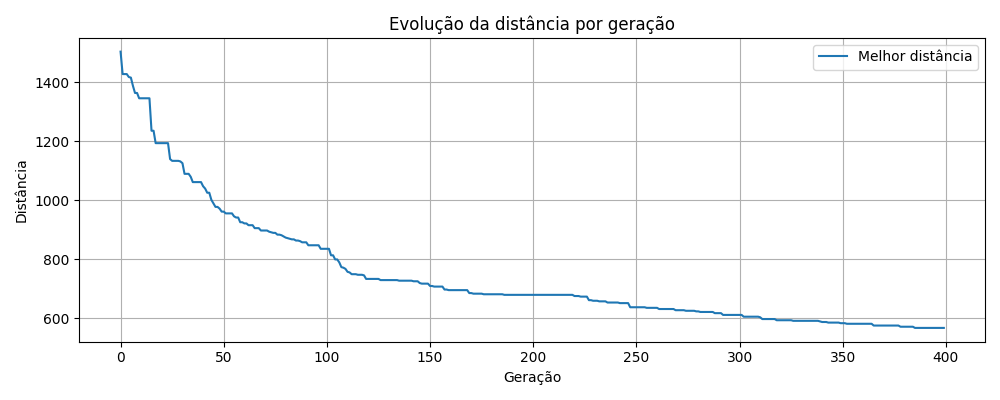 Evolução da distância por geração
Melhor distância
Distância
1400
1200
1000
800
600
0 50 100 150 200 250 300 350 400
Geração